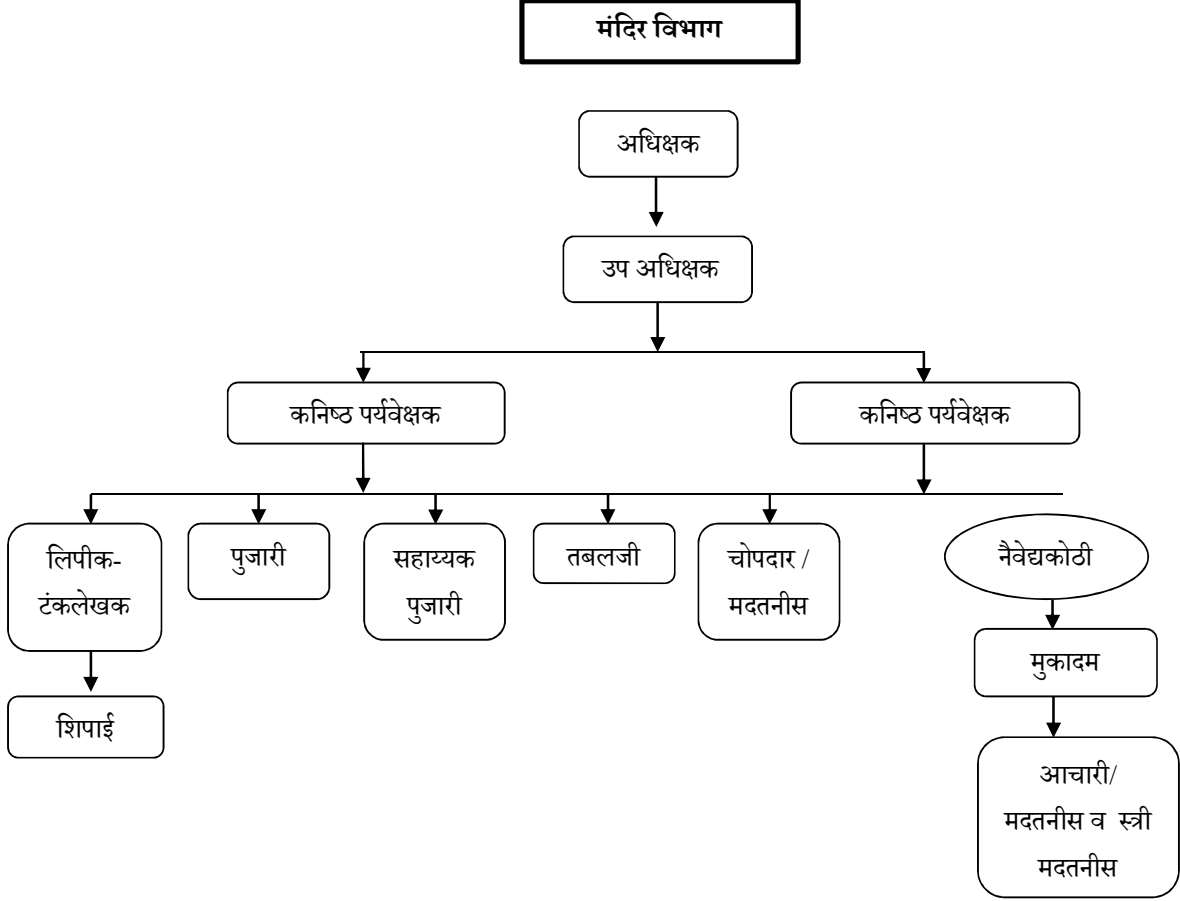 मंदिर विभाग
अधिक्षक
उप अधिक्षक
कनिष्ठ पर्यवेक्षक
कनिष्ठ पर्यवेक्षक
लिपीक-
टंकलेखक
पुजारी
सहाय्यक
पुजारी
तबलजी
चोपदार /
मदतनीस
नैवेद्यकोठी
मुकादम
शिपाई
आचारी/
मदतनीस व स्त्री
मदतनीस